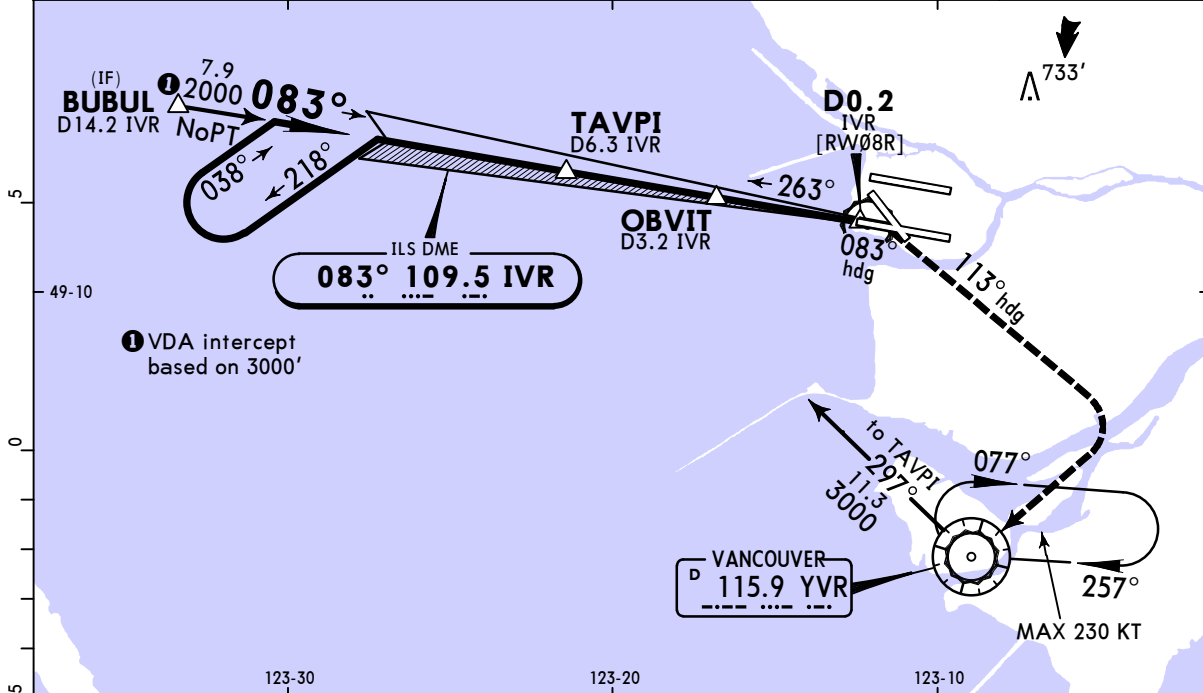 (IF)
BUBUL
D14.2 IVR
1
7.9
2000
NoPT
083°
038°
218°
TAVPI
D6.3 IVR
OBVIT
D3.2 IVR
263°
D0.2
IVR
[RWØ8R]
733'
083°
hdg
113° hdg
ILS DME
083° 109.5 IVR
5
49-10
1 VDA intercept
based on 3000'
0
to TAVPI
297°
11.3
3000
077°
257°
VANCOUVER
D 115.9 YVR
MAX 230 KT
5
123-30
123-20
123-10